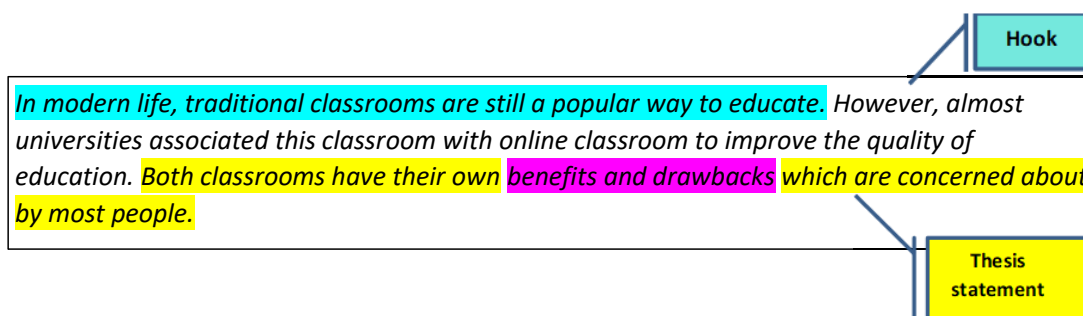 Hook
In modern life, traditional classrooms are still a popular way to educate. However, almost
universities associated this classroom with online classroom to improve the quality of
education. Both classrooms have their own benefits and drawbacks which are concerned about
by most people.
Thesis
statement